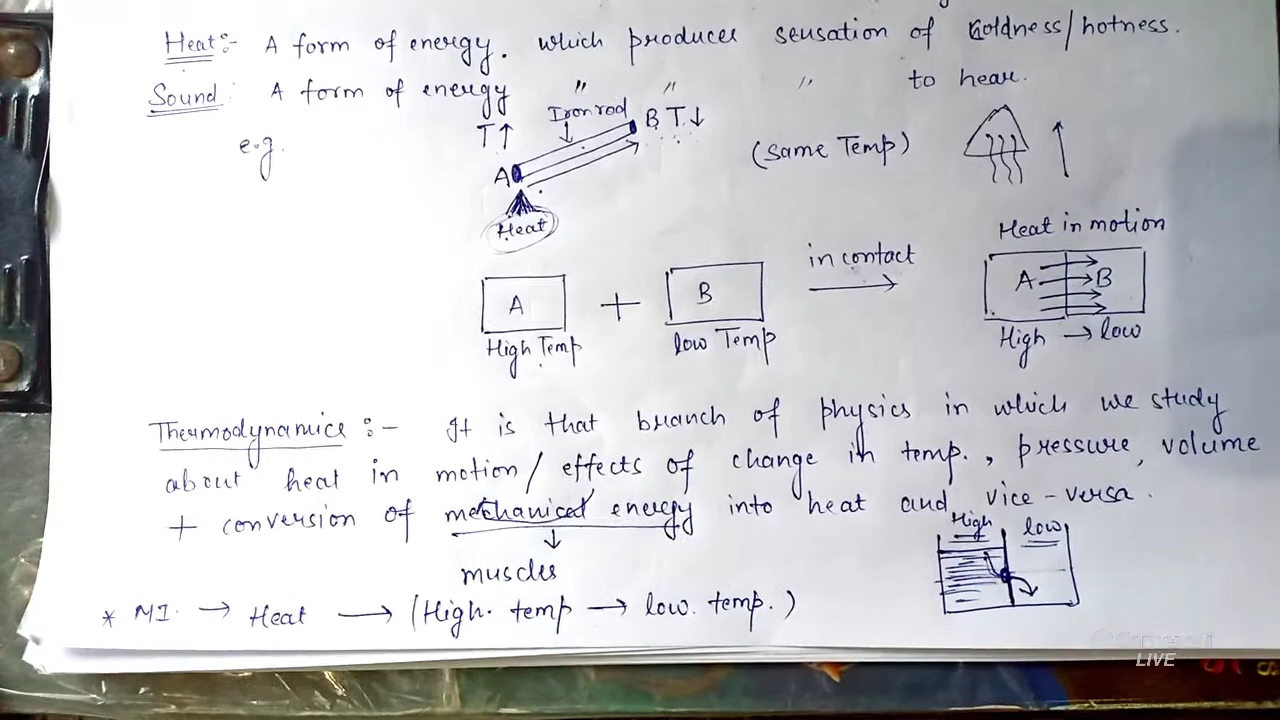 Heat :- A form of energy. which produces sensation of coldness/hotness.
Sound : A form of energy " " " to hear.
e.g.
T↑
Iron rod
B T↓
A
Heat
(same Temp)
A
High Temp
+
B
low Temp
in contact
Heat in motion
A B
High → low
Thermodynamics :- It is that branch of physics in which we study
about heat in motion/effects of change in temp., pressure, volume
+ conversion of mechanical energy into heat and vice-versa.
↓
muscles
High low
* MI. → Heat → (High. temp → low. temp.)
LIVE